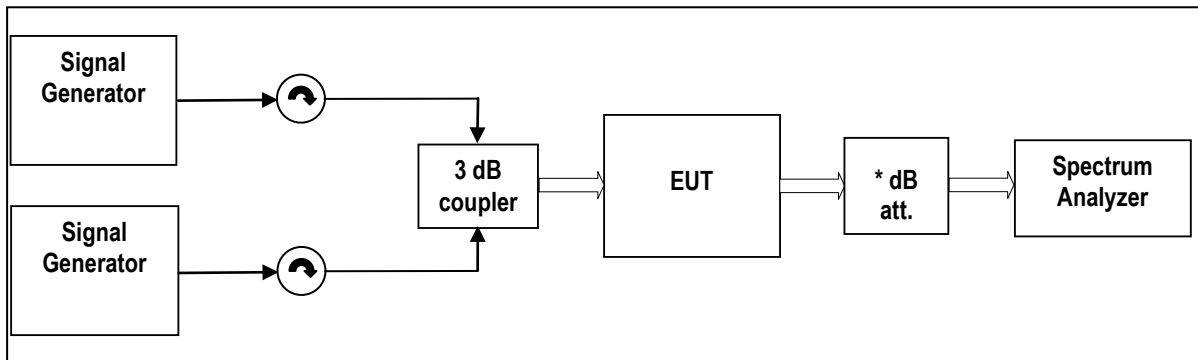 Signal
Generator
3 dB
coupler
EUT
* dB
att.
Spectrum
Analyzer
Signal
Generator